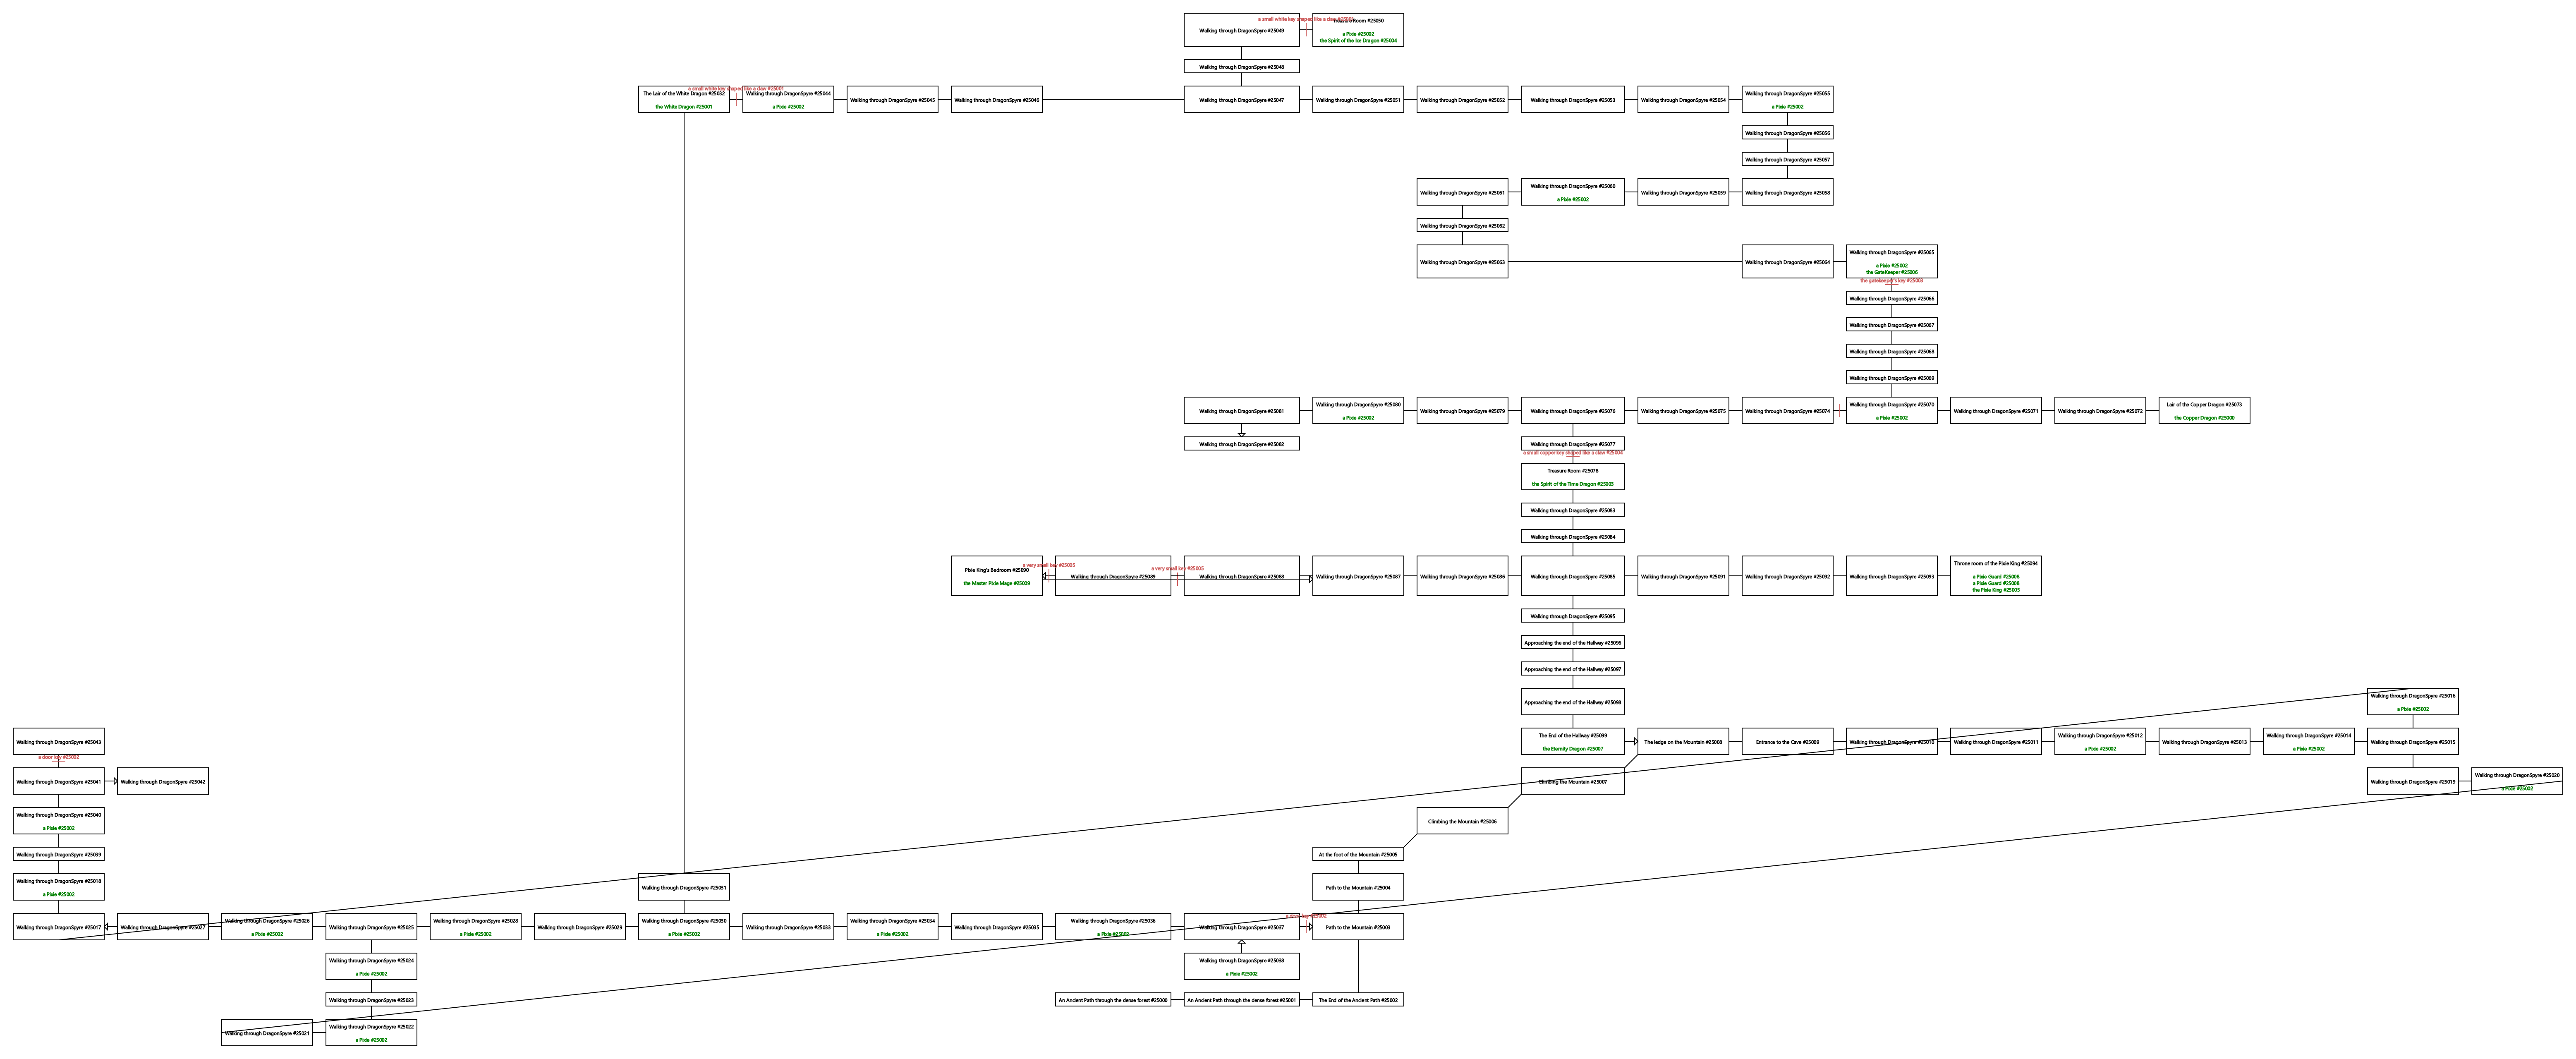 a small white key shaped like a claw #25001
Treasure Room #25050
Walking through DragonSpyre #25049
a Pixie #25002
the Spirit of the Ice Dragon #25004
Walking through DragonSpyre #25048
a small white key shaped like a claw #25001
The Lair of the White Dragon #25032
the White Dragon #25001
Walking through DragonSpyre #25044
a Pixie #25002
Walking through DragonSpyre #25045
Walking through DragonSpyre #25046
Walking through DragonSpyre #25047
Walking through DragonSpyre #25051
Walking through DragonSpyre #25052
Walking through DragonSpyre #25053
Walking through DragonSpyre #25054
Walking through DragonSpyre #25055
a Pixie #25002
Walking through DragonSpyre #25056
Walking through DragonSpyre #25057
Walking through DragonSpyre #25061
Walking through DragonSpyre #25060
a Pixie #25002
Walking through DragonSpyre #25059
Walking through DragonSpyre #25058
Walking through DragonSpyre #25062
Walking through DragonSpyre #25063
Walking through DragonSpyre #25064
Walking through DragonSpyre #25065
a Pixie #25002
the GateKeeper #25006
the gatekeeper's key #25003
Walking through DragonSpyre #25066
Walking through DragonSpyre #25067
Walking through DragonSpyre #25068
Walking through DragonSpyre #25069
Walking through DragonSpyre #25081
Walking through DragonSpyre #25080
a Pixie #25002
Walking through DragonSpyre #25079
Walking through DragonSpyre #25076
Walking through DragonSpyre #25075
Walking through DragonSpyre #25074
Walking through DragonSpyre #25070
a Pixie #25002
Walking through DragonSpyre #25071
Walking through DragonSpyre #25072
Lair of the Copper Dragon #25073
the Copper Dragon #25000
Walking through DragonSpyre #25082
Walking through DragonSpyre #25077
a small copper key shaped like a claw #25004
Treasure Room #25078
the Spirit of the Time Dragon #25003
Walking through DragonSpyre #25083
Walking through DragonSpyre #25084
Pixie King's Bedroom #25090
the Master Pixie Mage #25009
a very small key #25005
Walking through DragonSpyre #25089
a very small key #25005
Walking through DragonSpyre #25088
Walking through DragonSpyre #25087
Walking through DragonSpyre #25086
Walking through DragonSpyre #25085
Walking through DragonSpyre #25091
Walking through DragonSpyre #25092
Walking through DragonSpyre #25093
Throne room of the Pixie King #25094
a Pixie Guard #25008
a Pixie Guard #25008
the Pixie King #25005
Walking through DragonSpyre #25095
Approaching the end of the Hallway #25096
Approaching the end of the Hallway #25097
Approaching the end of the Hallway #25098
Walking through DragonSpyre #25016
a Pixie #25002
Walking through DragonSpyre #25043
The End of the Hallway #25099
the Eternity Dragon #25007
The ledge on the Mountain #25008
Entrance to the Cave #25009
Walking through DragonSpyre #25010
Walking through DragonSpyre #25011
Walking through DragonSpyre #25012
a Pixie #25002
Walking through DragonSpyre #25013
Walking through DragonSpyre #25014
a Pixie #25002
Walking through DragonSpyre #25015
a door key #25002
Walking through DragonSpyre #25041
Walking through DragonSpyre #25042
Climbing the Mountain #25007
Walking through DragonSpyre #25019
Walking through DragonSpyre #25020
a Pixie #25002
Walking through DragonSpyre #25040
a Pixie #25002
Climbing the Mountain #25006
Walking through DragonSpyre #25039
At the foot of the Mountain #25005
Walking through DragonSpyre #25018
a Pixie #25002
Walking through DragonSpyre #25031
Path to the Mountain #25004
Walking through DragonSpyre #25017
Walking through DragonSpyre #25027
Walking through DragonSpyre #25026
a Pixie #25002
Walking through DragonSpyre #25025
Walking through DragonSpyre #25028
a Pixie #25002
Walking through DragonSpyre #25029
Walking through DragonSpyre #25030
a Pixie #25002
Walking through DragonSpyre #25033
Walking through DragonSpyre #25034
a Pixie #25002
Walking through DragonSpyre #25035
Walking through DragonSpyre #25036
a Pixie #25002
Walking through DragonSpyre #25037
a door key #25002
Path to the Mountain #25003
Walking through DragonSpyre #25024
a Pixie #25002
Walking through DragonSpyre #25038
a Pixie #25002
Walking through DragonSpyre #25023
An Ancient Path through the dense forest #25000
An Ancient Path through the dense forest #25001
The End of the Ancient Path #25002
Walking through DragonSpyre #25021
Walking through DragonSpyre #25022
a Pixie #25002